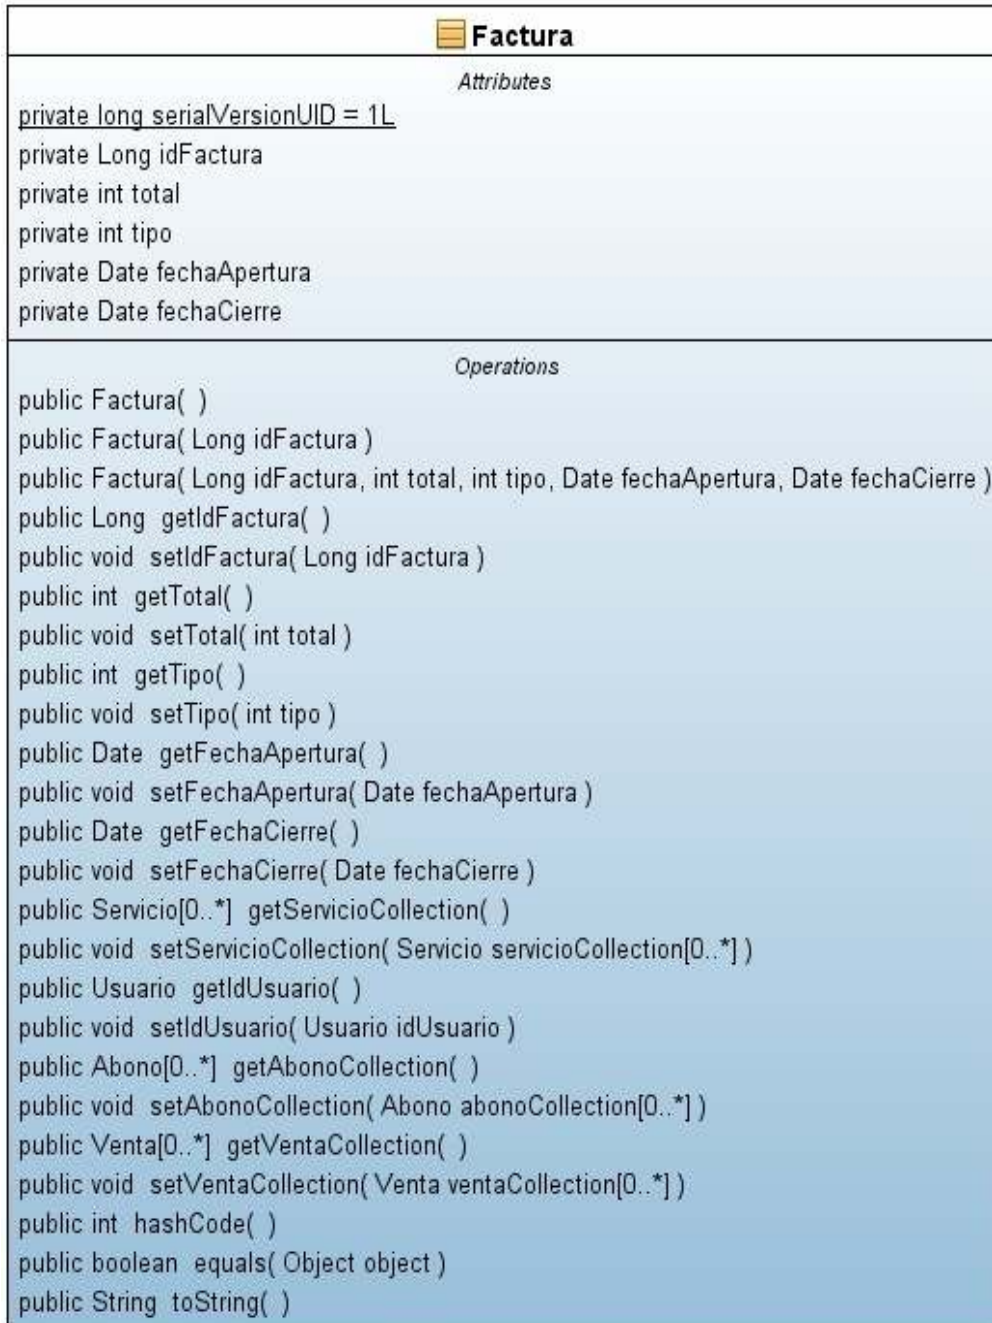 Factura
Attributes
private long serialVersionUID = 1L
private Long idFactura
private int total
private int tipo
private Date fechaApertura
private Date fechaCierre
Operations
public Factura( )
public Factura( Long idFactura )
public Factura( Long idFactura, int total, int tipo, Date fechaApertura, Date fechaCierre )
public Long getIdFactura( )
public void setIdFactura( Long idFactura )
public int getTotal( )
public void setTotal( int total )
public int getTipo( )
public void setTipo( int tipo )
public Date getFechaApertura( )
public void setFechaApertura( Date fechaApertura )
public Date getFechaCierre( )
public void setFechaCierre( Date fechaCierre )
public Servicio[0..*] getServicioCollection( )
public void setServicioCollection( Servicio servicioCollection[0..*] )
public Usuario getIdUsuario( )
public void setIdUsuario( Usuario idUsuario )
public Abono[0..*] getAbonoCollection( )
public void setAbonoCollection( Abono abonoCollection[0..*] )
public Venta[0..*] getVentaCollection( )
public void setVentaCollection( Venta ventaCollection[0..*] )
public int hashCode( )
public boolean equals( Object object )
public String toString( )